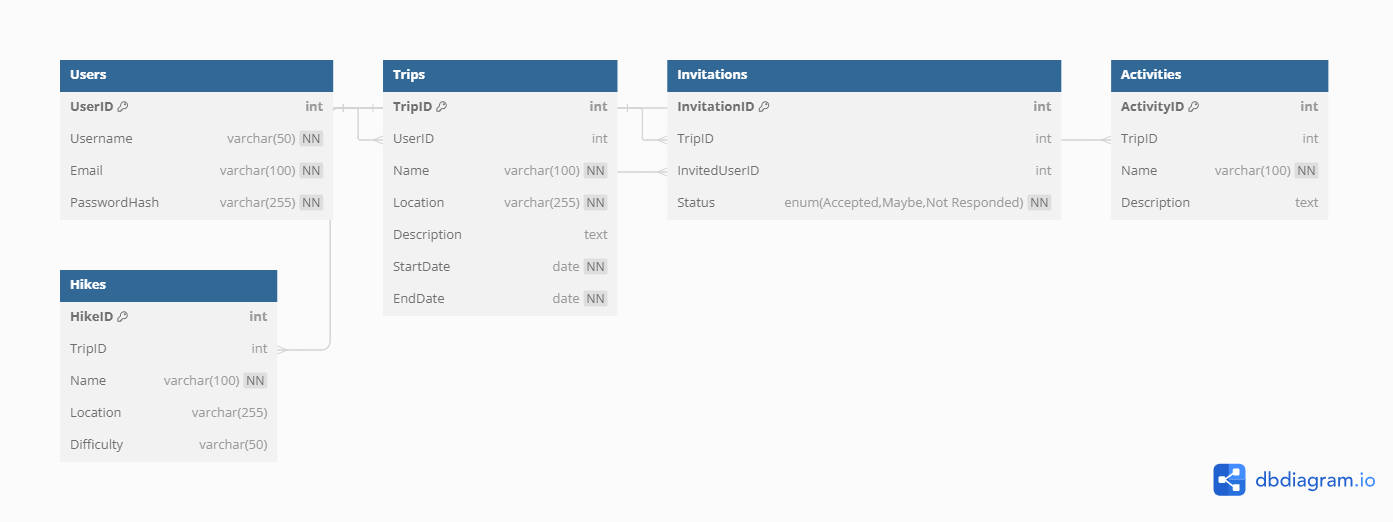 Users
UserID int
Username varchar(50) NN
Email varchar(100) NN
PasswordHash varchar(255) NN
Trips
TripID int
UserID int
Name varchar(100) NN
Location varchar(255) NN
Description text
StartDate date NN
EndDate date NN
Invitations
InvitationID int
TripID int
InvitedUserID int
Status enum(Accepted,Maybe,Not Responded) NN
Activities
ActivityID int
TripID int
Name varchar(100) NN
Description text
Hikes
HikeID int
TripID int
Name varchar(100) NN
Location varchar(255)
Difficulty varchar(50)
dbdiagram.io